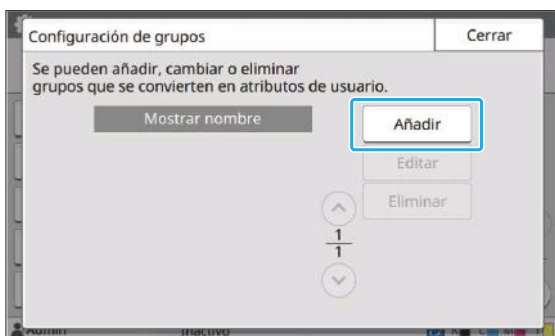 Configuración de grupos
Cerrar
Se pueden añadir, cambiar o eliminar
grupos que se convierten en atributos de usuario.
Mostrar nombre
Añadir
Editar
Eliminar
1
1
Admin
Inactivo